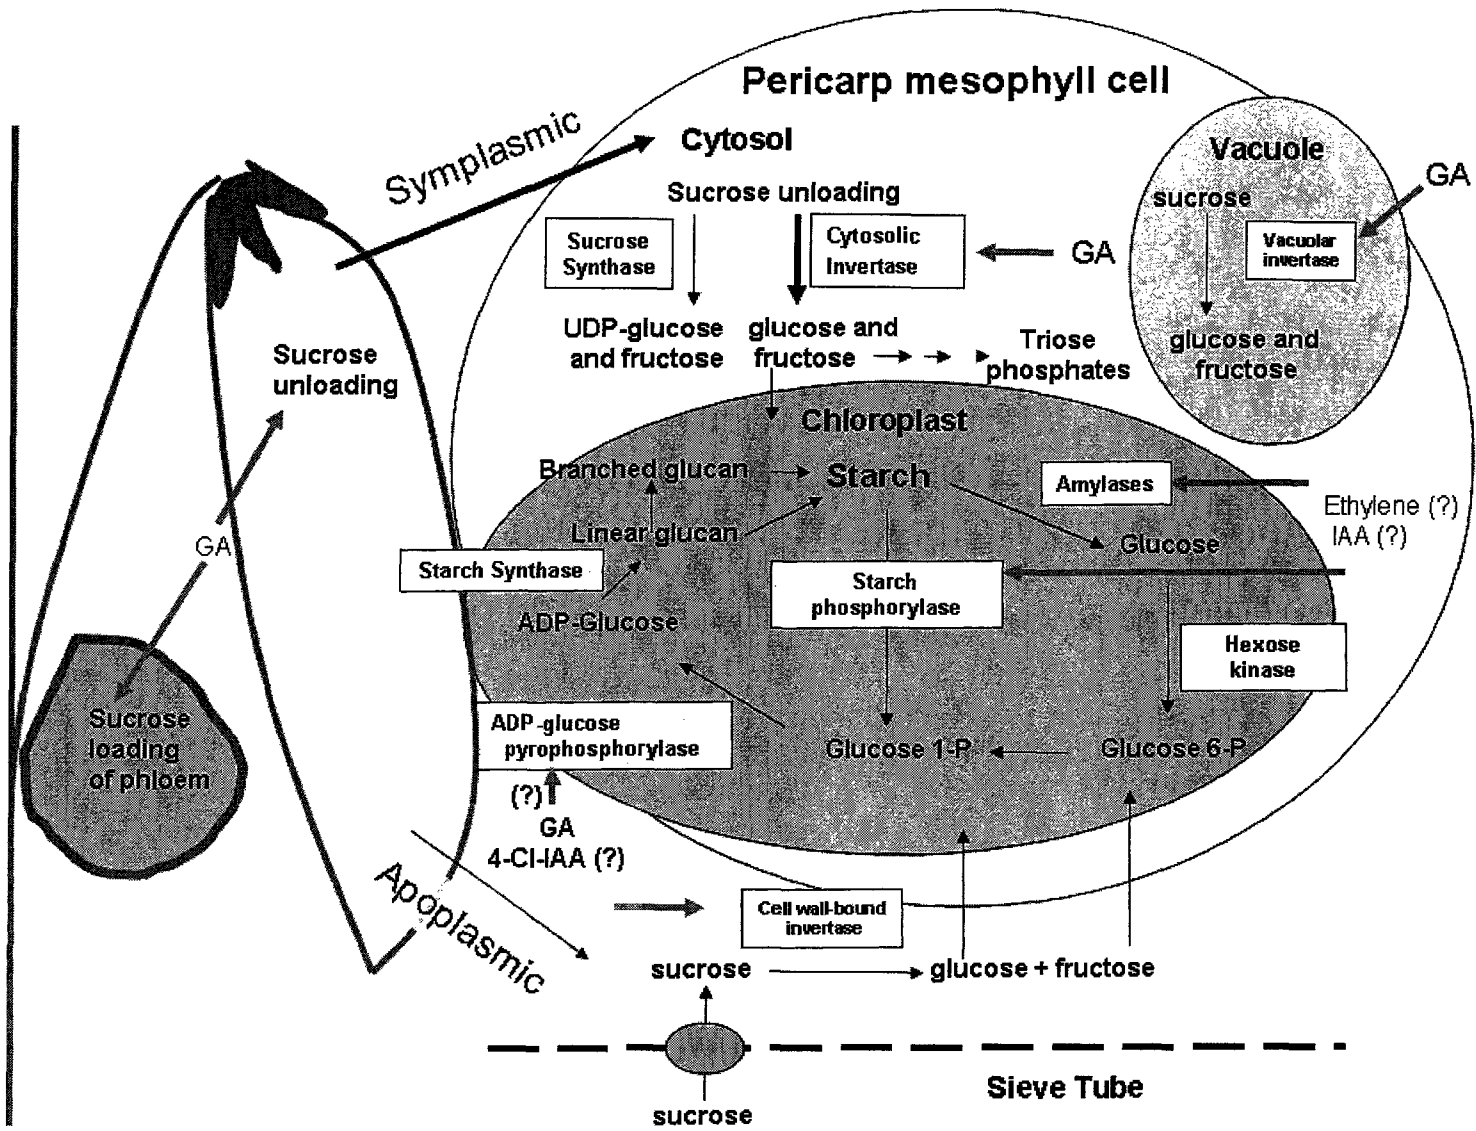 Pericarp mesophyll cell
Symplasmic
Cytosol
Vacuole
GA
Sucrose unloading
sucrose
Sucrose
Synthase
Cytosolic
Invertase
GA
Vacuolar
invertase
UDP-glucose
and fructose
glucose and
fructose
Triose
phosphates
glucose and
fructose
Sucrose
unloading
Chloroplast
Branched glucan
Starch
Amylases
Ethylene (?)
IAA (?)
Linear glucan
Glucose
GA
Starch Synthase
Starch
phosphorylase
ADP-Glucose
Hexose
kinase
Sucrose
loading
of phloem
ADP-glucose
pyrophosphorylase
Glucose 1-P
Glucose 6-P
(?)
GA
4-Cl-IAA (?)
Apoplasmic
Cell wall-bound
invertase
sucrose
glucose + fructose
Sieve Tube
sucrose